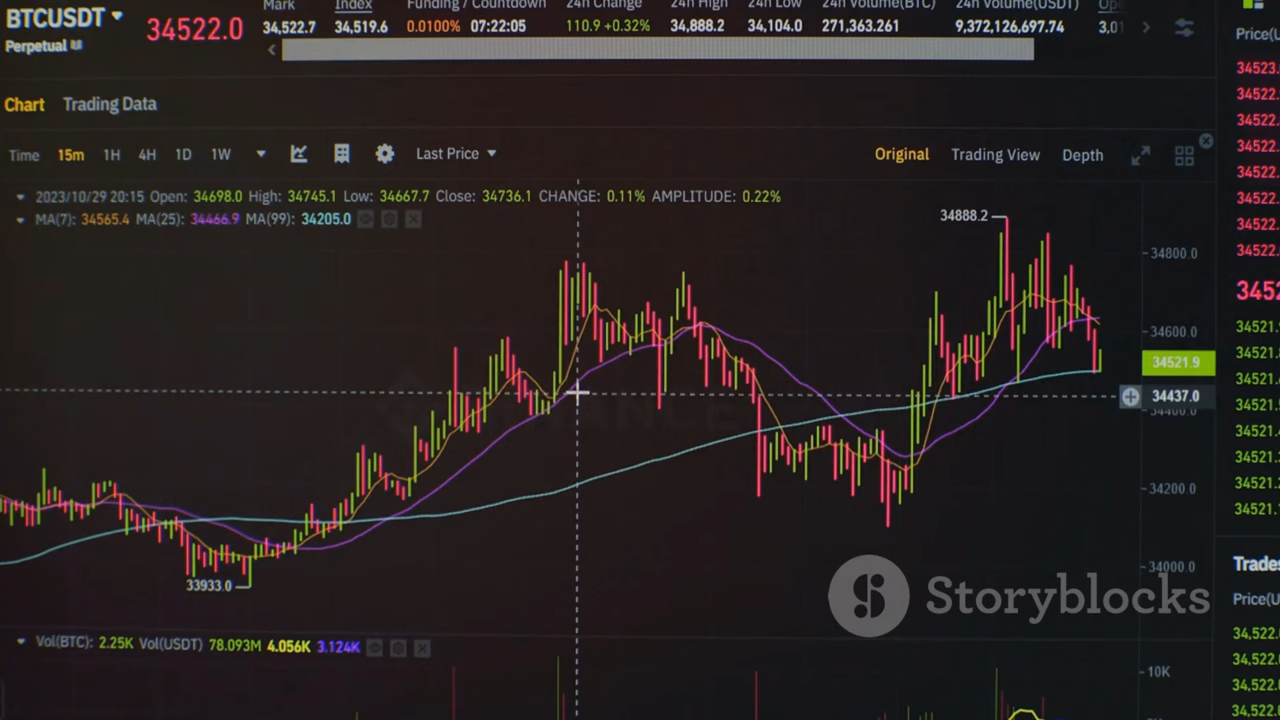 BTCUSDT
Perpetual
34522.0
Mark
34,522.7
Index
34,519.6
Funding / Countdown
0.0100% 07:22:05
24h Change
110.9 +0.32%
24h High
34,888.2
24h Low
34,104.0
24h Volume(BTC)
271,363.261
24h Volume(USDT)
9,372,126,697.74
Chart Trading Data
Time 15m 1H 4H 1D 1W Last Price Original Trading View Depth
2023/10/29 20:15 Open: 34698.0 High: 34745.1 Low: 34667.7 Close: 34736.1 CHANGE: 0.11% AMPLITUDE: 0.22%
MA(7): 34565.4 MA(25): 34466.9 MA(99): 34205.0
34888.2
34800.0
34600.0
34521.9
34437.0
34400.0
34200.0
34000.0
33933.0
Storyblocks
Vol(BTC): 2.25K Vol(USDT) 78.093M 4.056K 3.124K
10K